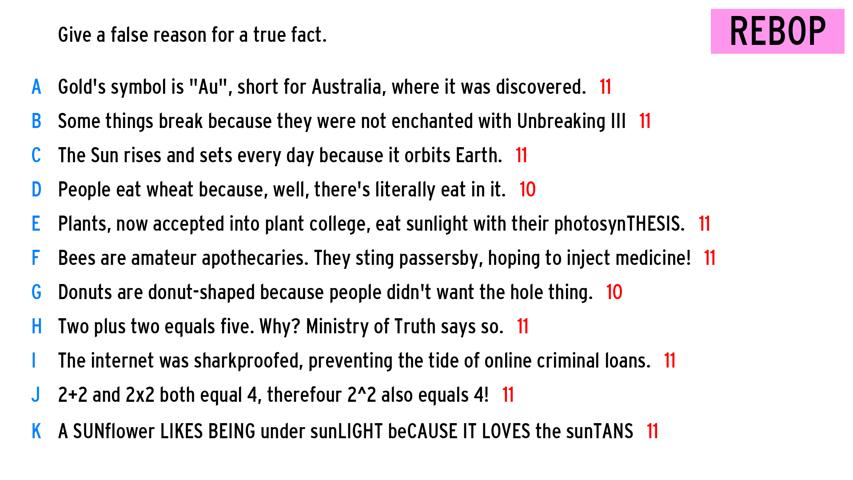 REBOP
Give a false reason for a true fact.
A Gold's symbol is "Au", short for Australia, where it was discovered. 11
B Some things break because they were not enchanted with Unbreaking III 11
C The Sun rises and sets every day because it orbits Earth. 11
D People eat wheat because, well, there's literally eat in it. 10
E Plants, now accepted into plant college, eat sunlight with their photosynTHESIS. 11
F Bees are amateur apothecaries. They sting passersby, hoping to inject medicine! 11
G Donuts are donut-shaped because people didn't want the hole thing. 10
H Two plus two equals five. Why? Ministry of Truth says so. 11
I The internet was sharkproofed, preventing the tide of online criminal loans. 11
J 2+2 and 2x2 both equal 4, therefour 2^2 also equals 4! 11
K A SUNflower LIKES BEING under sunLIGHT beCAUSE IT LOVES the sunTANS 11